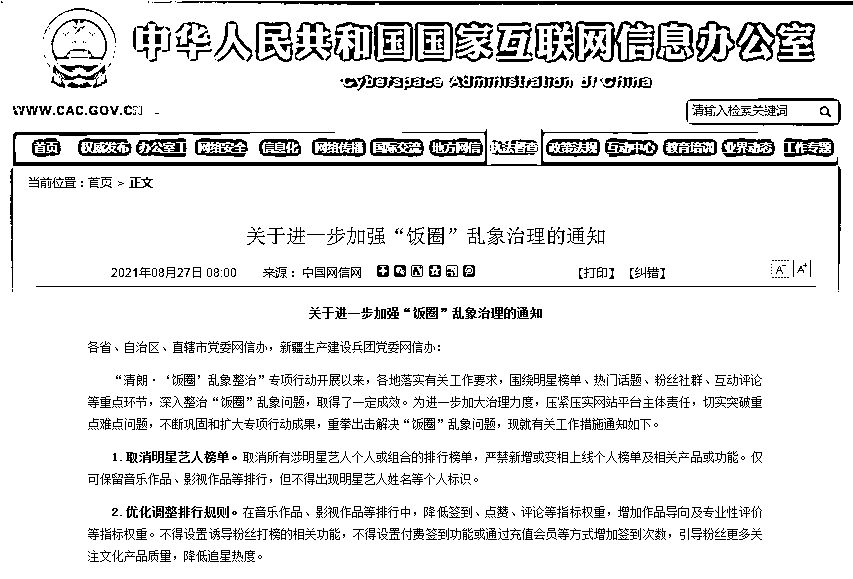 中华人民共和国国家互联网信息办公室
Cyberspace Administration of China
WWW.CAC.GOV.CN
请输入检索关键词
首页 权威发布 办公室工 网络安全 信息化 网络传播 国际交流 地方网信 执法督查 政策法规 互动中心 教育培训 业界动态 工作专题
当前位置：首页 > 正文
关于进一步加强“饭圈”乱象治理的通知
2021年08月27日 08:00 来源： 中国网信网 【打印】 【纠错】 A- A+
关于进一步加强“饭圈”乱象治理的通知
各省、自治区、直辖市党委网信办，新疆生产建设兵团党委网信办：
“清朗·‘饭圈’乱象整治”专项行动开展以来，各地落实有关工作要求，围绕明星榜单、热门话题、粉丝社群、互动评论
等重点环节，深入整治“饭圈”乱象问题，取得了一定成效。为进一步加大治理力度，压紧压实网站平台主体责任，切实突破重
点难点问题，不断巩固和扩大专项行动成果，重拳出击解决“饭圈”乱象问题，现就有关工作措施通知如下。
1. 取消明星艺人榜单。取消所有涉明星艺人个人或组合的排行榜单，严禁新增或变相上线个人榜单及相关产品或功能。仅
可保留音乐作品、影视作品等排行，但不得出现明星艺人姓名等个人标识。
2. 优化调整排行规则。在音乐作品、影视作品等排行中，降低签到、点赞、评论等指标权重，增加作品导向及专业性评价
等指标权重。不得设置诱导粉丝打榜的相关功能，不得设置付费签到功能或通过充值会员等方式增加签到次数，引导粉丝更多关
注文化产品质量，降低追星热度。